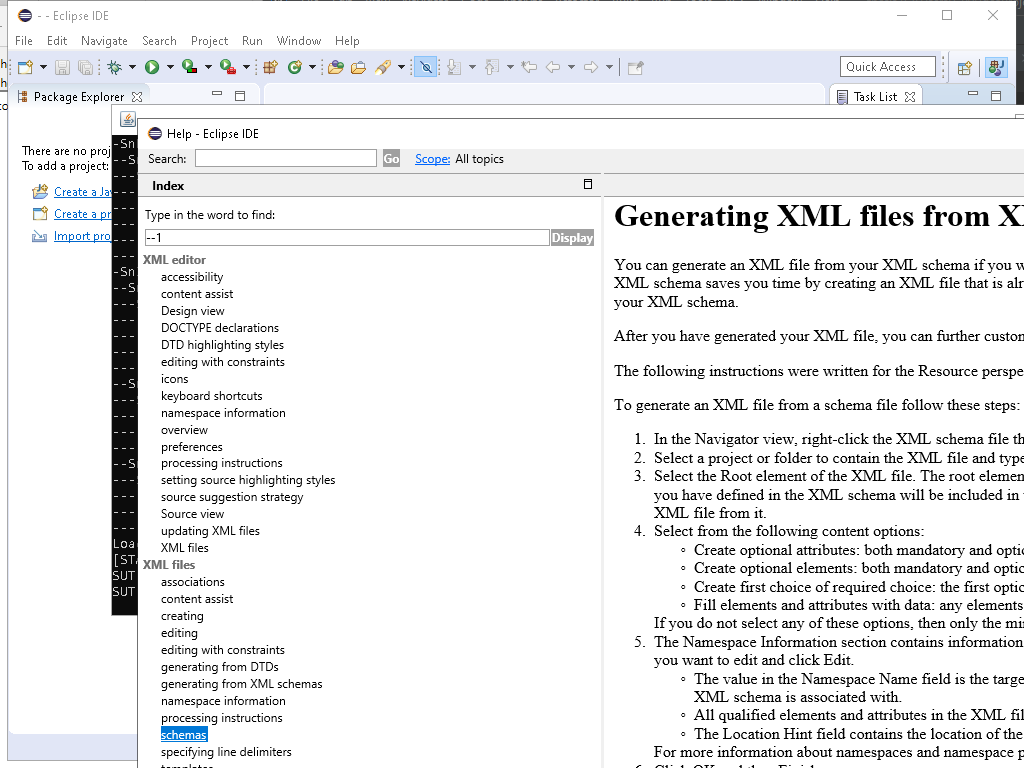 - - Eclipse IDE
File Edit Navigate Search Project Run Window Help
Quick Access
Package Explorer
Task List
There are no proj
To add a project:
Create a Ja
Create a pr
Import pro
Loa
[STA
SUT
SUT
Help - Eclipse IDE
Search: Go Scope: All topics
Index
Type in the word to find:
--1 Display
XML editor
accessibility
content assist
Design view
DOCTYPE declarations
DTD highlighting styles
editing with constraints
icons
keyboard shortcuts
namespace information
overview
preferences
processing instructions
setting source highlighting styles
source suggestion strategy
Source view
updating XML files
XML files
XML files
associations
content assist
creating
editing
editing with constraints
generating from DTDs
generating from XML schemas
namespace information
processing instructions
schemas
specifying line delimiters
templates
Generating XML files from X
You can generate an XML file from your XML schema if you w
XML schema saves you time by creating an XML file that is alr
your XML schema.
After you have generated your XML file, you can further custon
The following instructions were written for the Resource perspe
To generate an XML file from a schema file follow these steps:
1. In the Navigator view, right-click the XML schema file th
2. Select a project or folder to contain the XML file and type
3. Select the Root element of the XML file. The root elemen
you have defined in the XML schema will be included in
XML file from it.
4. Select from the following content options:
◦ Create optional attributes: both mandatory and optio
◦ Create optional elements: both mandatory and optio
◦ Create first choice of required choice: the first optio
◦ Fill elements and attributes with data: any elements
If you do not select any of these options, then only the mi
5. The Namespace Information section contains information
you want to edit and click Edit.
◦ The value in the Namespace Name field is the targe
XML schema is associated with.
◦ All qualified elements and attributes in the XML fil
◦ The Location Hint field contains the location of the
For more information about namespaces and namespace p
6. Click OK and then Finish.